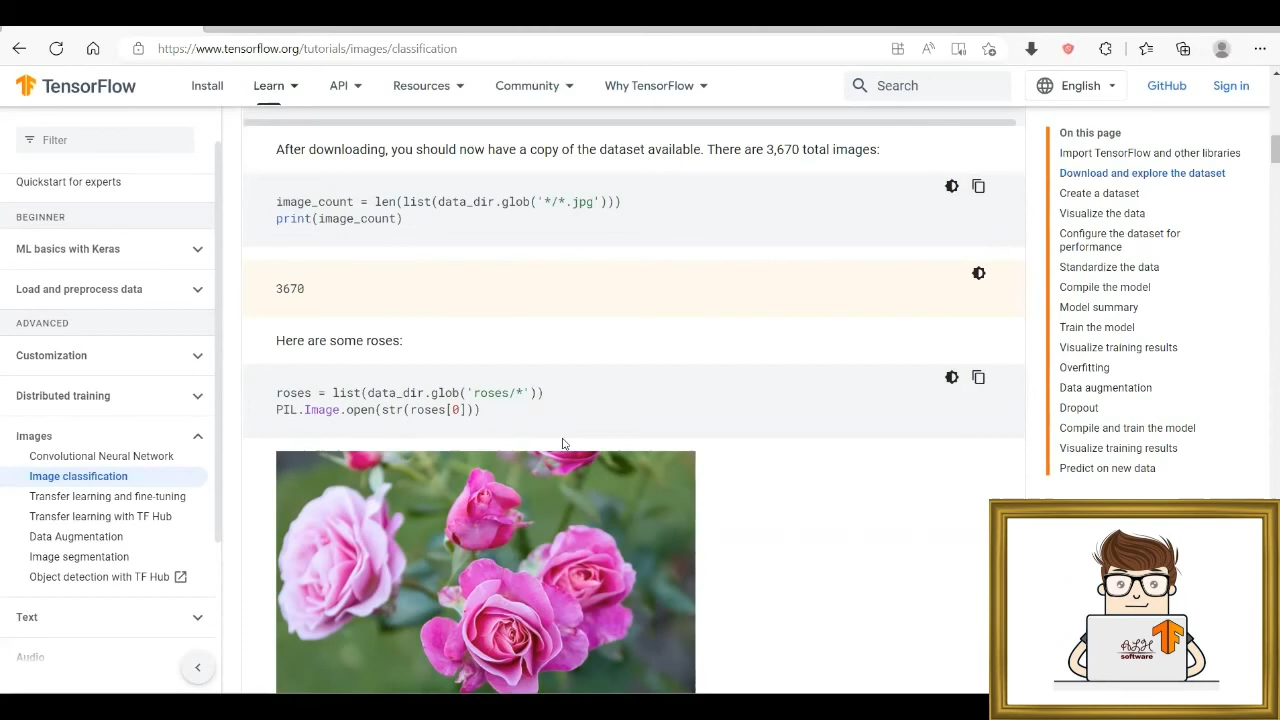 https://www.tensorflow.org/tutorials/images/classification
TensorFlow
Install
Learn
API
Resources
Community
Why TensorFlow
Search
English
GitHub
Sign in
Filter
Quickstart for experts
BEGINNER
ML basics with Keras
Load and preprocess data
ADVANCED
Customization
Distributed training
Images
Convolutional Neural Network
Image classification
Transfer learning and fine-tuning
Transfer learning with TF Hub
Data Augmentation
Image segmentation
Object detection with TF Hub
Text
Audio
After downloading, you should now have a copy of the dataset available. There are 3,670 total images:
image_count = len(list(data_dir.glob('*/*.jpg')))
print(image_count)
3670
Here are some roses:
roses = list(data_dir.glob('roses/*'))
PIL.Image.open(str(roses[0]))
On this page
Import TensorFlow and other libraries
Download and explore the dataset
Create a dataset
Visualize the data
Configure the dataset for
performance
Standardize the data
Compile the model
Model summary
Train the model
Visualize training results
Overfitting
Data augmentation
Dropout
Compile and train the model
Visualize training results
Predict on new data
software